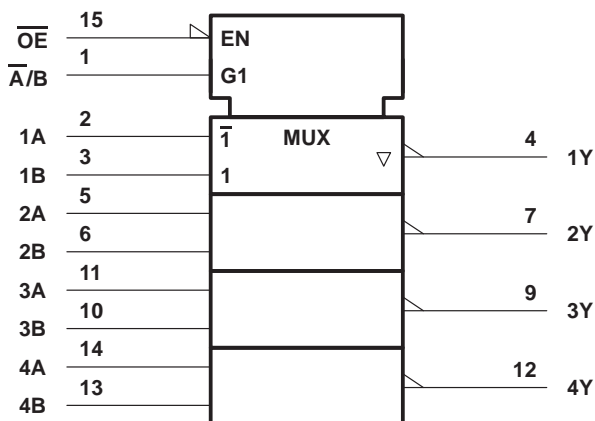 OE 15 EN
A/B 1 G1
1A 2 1 MUX 4 1Y
1B 3 1
2A 5 7 2Y
2B 6
3A 11 9 3Y
3B 10
4A 14 12 4Y
4B 13